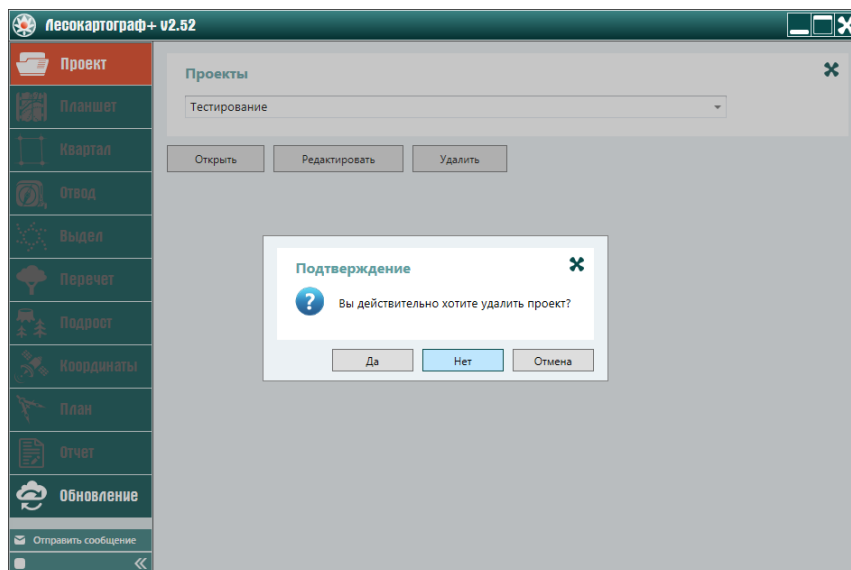 Лесокартограф+ v2.52
Проект
Планшет
Квартал
Отвод
Выдел
Перечет
Подрост
Координаты
План
Отчет
Обновление
Отправить сообщение
Проекты
Тестирование
Открыть Редактировать Удалить
Подтверждение
Вы действительно хотите удалить проект?
Да Нет Отмена